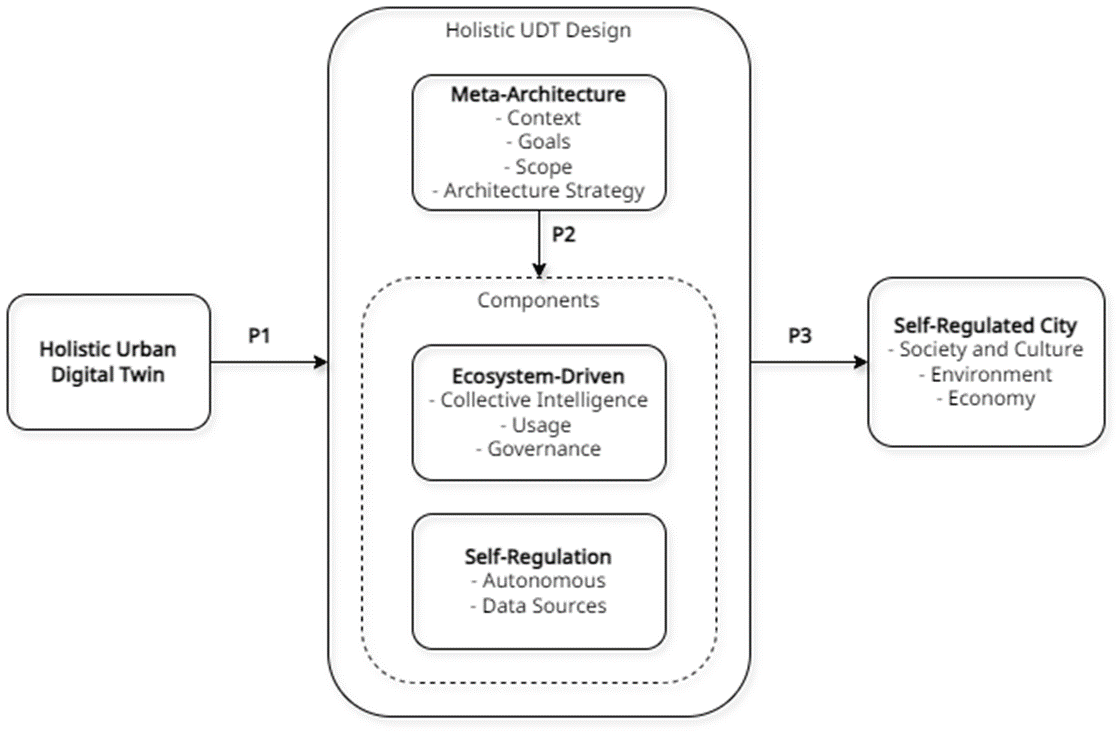 Holistic UDT Design
Meta-Architecture
- Context
- Goals
- Scope
- Architecture Strategy
P2
Components
Holistic Urban
Digital Twin
P1
Ecosystem-Driven
- Collective Intelligence
- Usage
- Governance
Self-Regulation
- Autonomous
- Data Sources
P3
Self-Regulated City
- Society and Culture
- Environment
- Economy